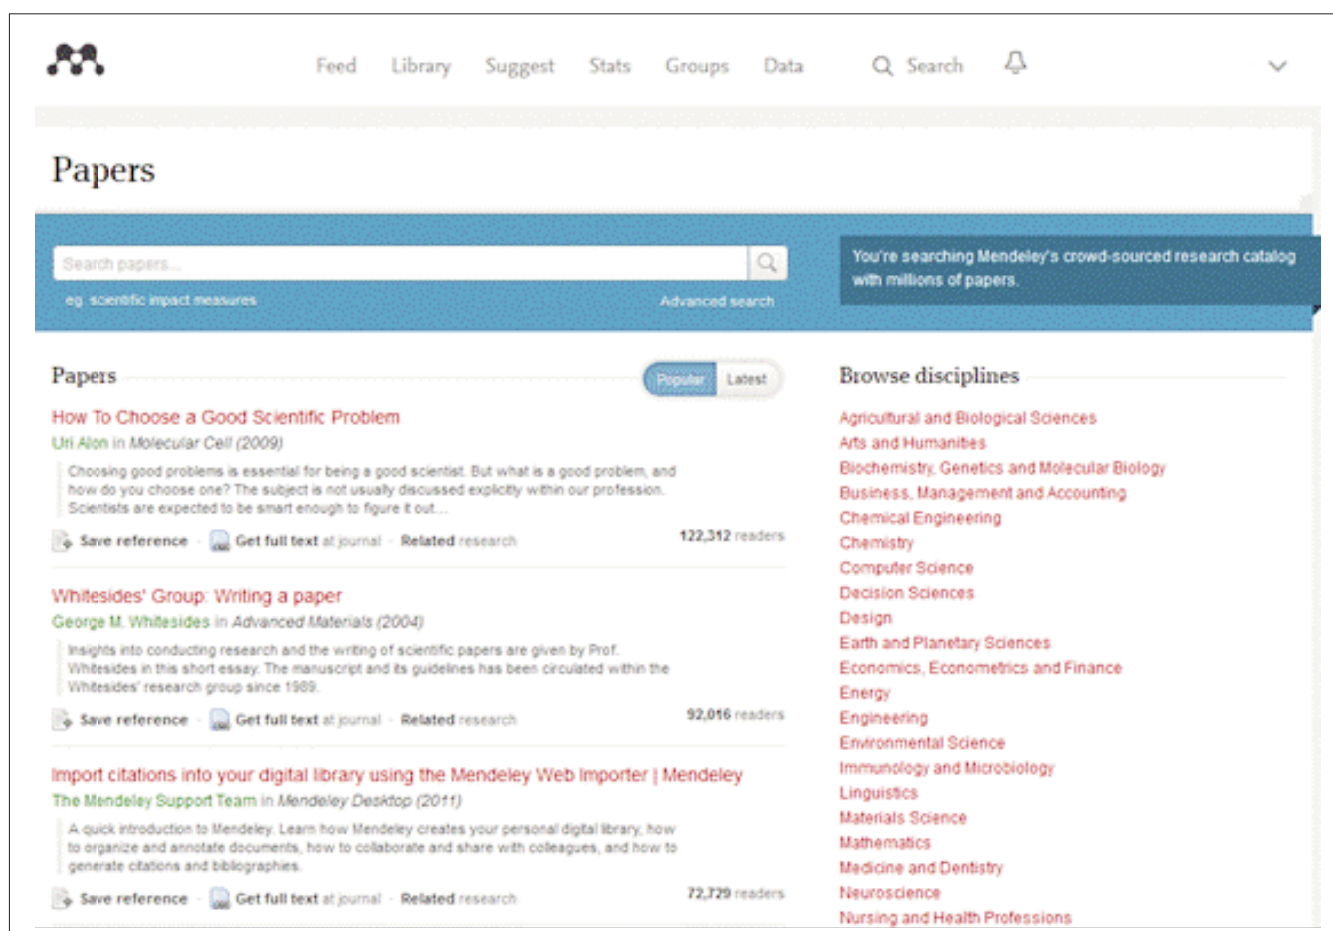 Feed Library Suggest Stats Groups Data Search
Papers
Search papers...
eg. scientific impact measures
Advanced search
You're searching Mendeley's crowd-sourced research catalog
with millions of papers.
Papers
Popular Latest
How To Choose a Good Scientific Problem
Uri Alon in Molecular Cell (2009)
Choosing good problems is essential for being a good scientist. But what is a good problem, and
how do you choose one? The subject is not usually discussed explicitly within our profession.
Scientists are expected to be smart enough to figure it out...
Save reference - Get full text at journal - Related research
122,312 readers
Whitesides' Group: Writing a paper
George M. Whitesides in Advanced Materials (2004)
Insights into conducting research and the writing of scientific papers are given by Prof.
Whitesides in this short essay. The manuscript and its guidelines has been circulated within the
Whitesides' research group since 1989.
Save reference - Get full text at journal - Related research
92,016 readers
Import citations into your digital library using the Mendeley Web Importer | Mendeley
The Mendeley Support Team in Mendeley Desktop (2011)
A quick introduction to Mendeley. Learn how Mendeley creates your personal digital library, how
to organize and annotate documents, how to collaborate and share with colleagues, and how to
generate citations and bibliographies.
Save reference - Get full text at journal - Related research
72,729 readers
Browse disciplines
Agricultural and Biological Sciences
Arts and Humanities
Biochemistry, Genetics and Molecular Biology
Business, Management and Accounting
Chemical Engineering
Chemistry
Computer Science
Decision Sciences
Design
Earth and Planetary Sciences
Economics, Econometrics and Finance
Energy
Engineering
Environmental Science
Immunology and Microbiology
Linguistics
Materials Science
Mathematics
Medicine and Dentistry
Neuroscience
Nursing and Health Professions